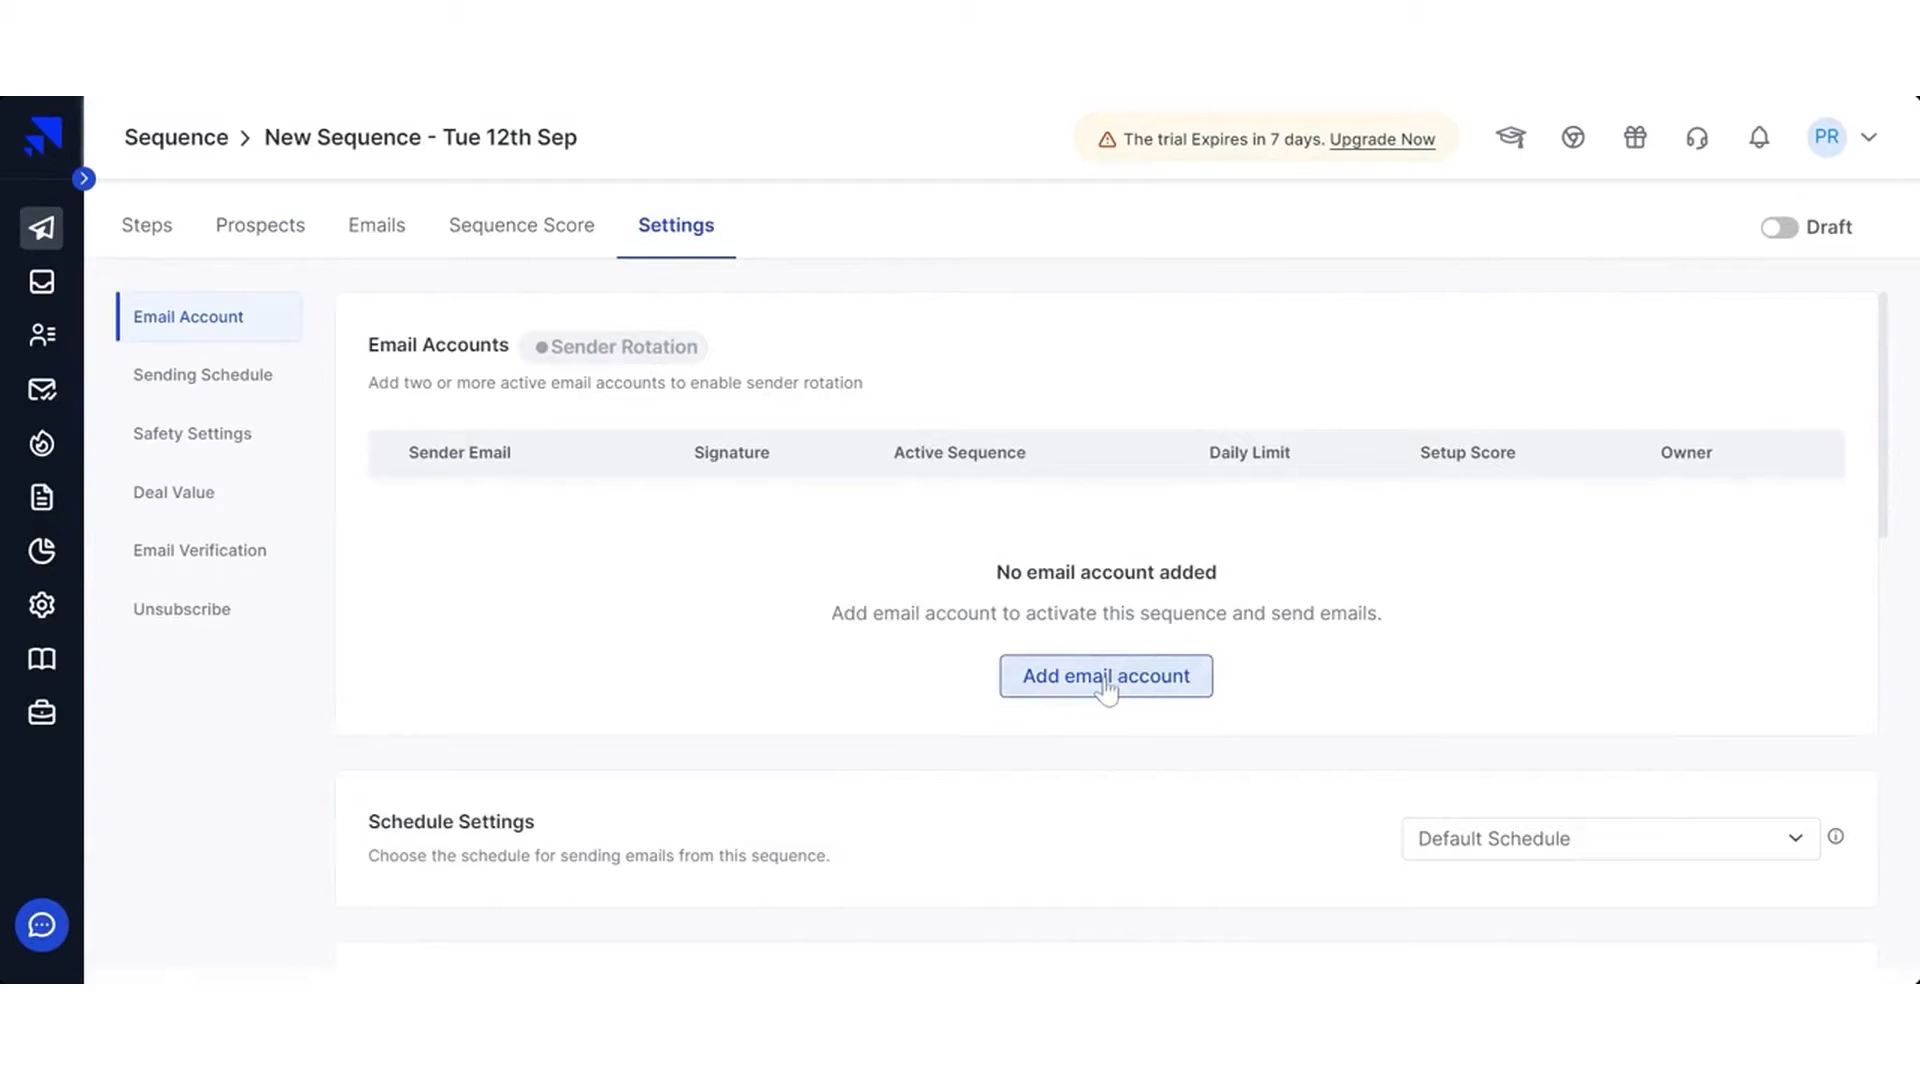 Sequence > New Sequence - Tue 12th Sep
The trial Expires in 7 days. Upgrade Now
PR
Steps
Prospects
Emails
Sequence Score
Settings
Draft
Email Account
Sending Schedule
Safety Settings
Deal Value
Email Verification
Unsubscribe
Email Accounts
Sender Rotation
Add two or more active email accounts to enable sender rotation
Sender Email
Signature
Active Sequence
Daily Limit
Setup Score
Owner
No email account added
Add email account to activate this sequence and send emails.
Add email account
Schedule Settings
Choose the schedule for sending emails from this sequence.
Default Schedule